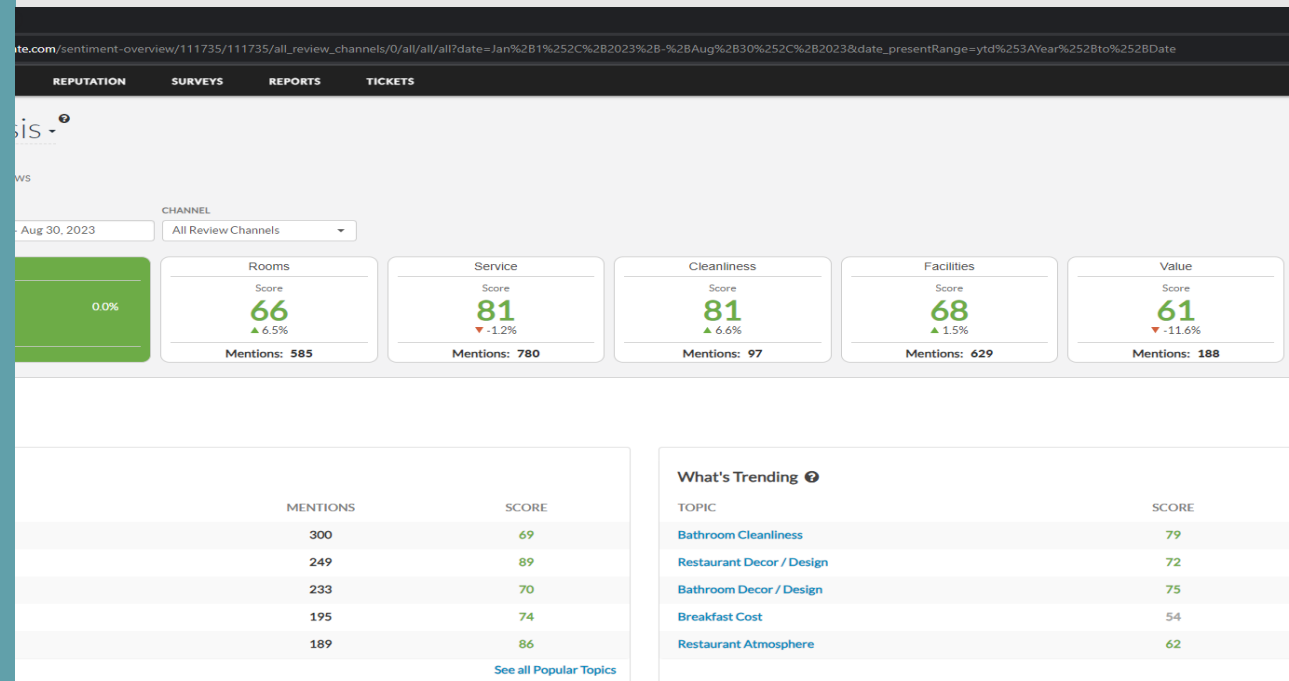 ate.com/sentiment-overview/111735/111735/all_review_channels/0/all/all/all?date=Jan%2B1%252C%2B2023%2B-%2BAug%2B30%252C%2B2023&date_presentRange=ytd%253AYear%252Bto%252BDate
REPUTATION SURVEYS REPORTS TICKETS
sis
ws
CHANNEL
- Aug 30, 2023 All Review Channels
Rooms Service Cleanliness Facilities Value
Score Score Score Score Score
0.0% 66 81 81 68 61
▲ 6.5% ▼ -1.2% ▲ 6.6% ▲ 1.5% ▼ -11.6%
Mentions: 585 Mentions: 780 Mentions: 97 Mentions: 629 Mentions: 188
What's Trending ?
MENTIONS SCORE TOPIC SCORE
300 69 Bathroom Cleanliness 79
249 89 Restaurant Decor / Design 72
233 70 Bathroom Decor / Design 75
195 74 Breakfast Cost 54
189 86 Restaurant Atmosphere 62
See all Popular Topics